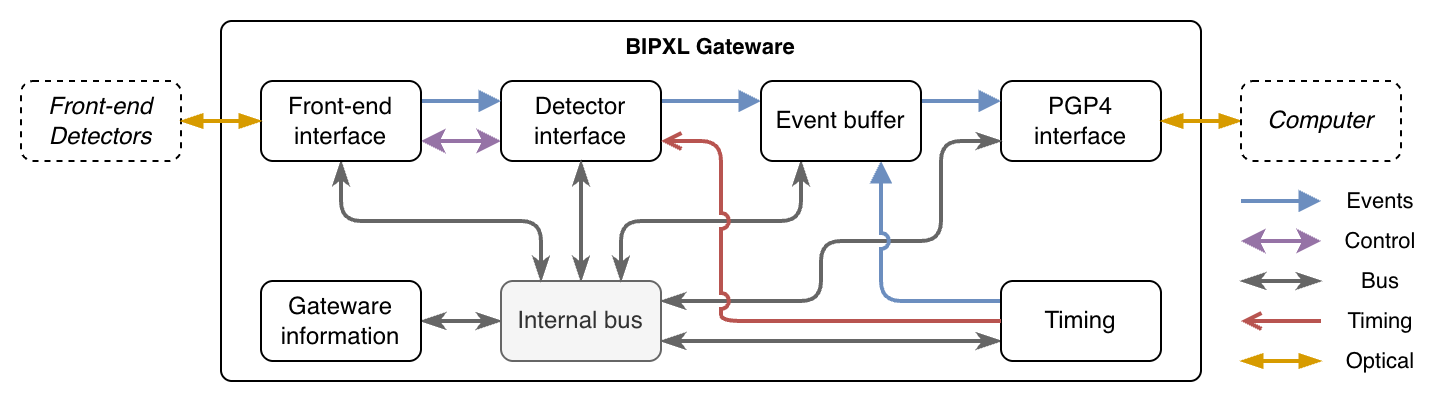 BIPXL Gateware
Front-end
Detectors
Front-end
interface
Detector
interface
Event buffer
PGP4
interface
Computer
Gateware
information
Internal bus
Timing
Events
Control
Bus
Timing
Optical